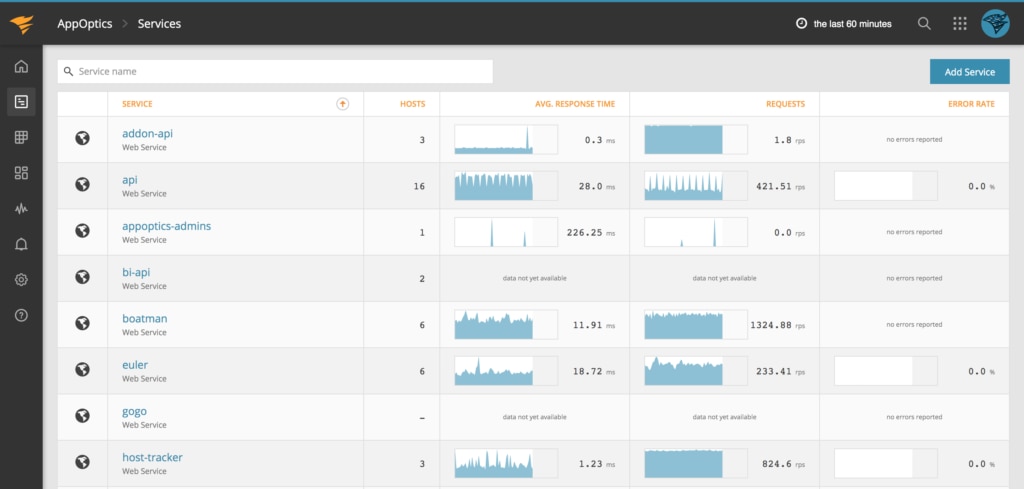 AppOptics > Services
the last 60 minutes
Service name
Add Service
SERVICE HOSTS AVG. RESPONSE TIME REQUESTS ERROR RATE
addon-api
Web Service
3 0.3 ms 1.8 rps no errors reported
api
Web Service
16 28.0 ms 421.51 rps 0.0 %
appoptics-admins
Web Service
1 226.25 ms 0.0 rps no errors reported
bi-api
Web Service
2 data not yet available data not yet available no errors reported
boatman
Web Service
6 11.91 ms 1324.88 rps no errors reported
euler
Web Service
6 18.72 ms 233.41 rps 0.0 %
gogo
Web Service
– data not yet available data not yet available no errors reported
host-tracker
Web Service
3 1.23 ms 824.6 rps 0.0 %